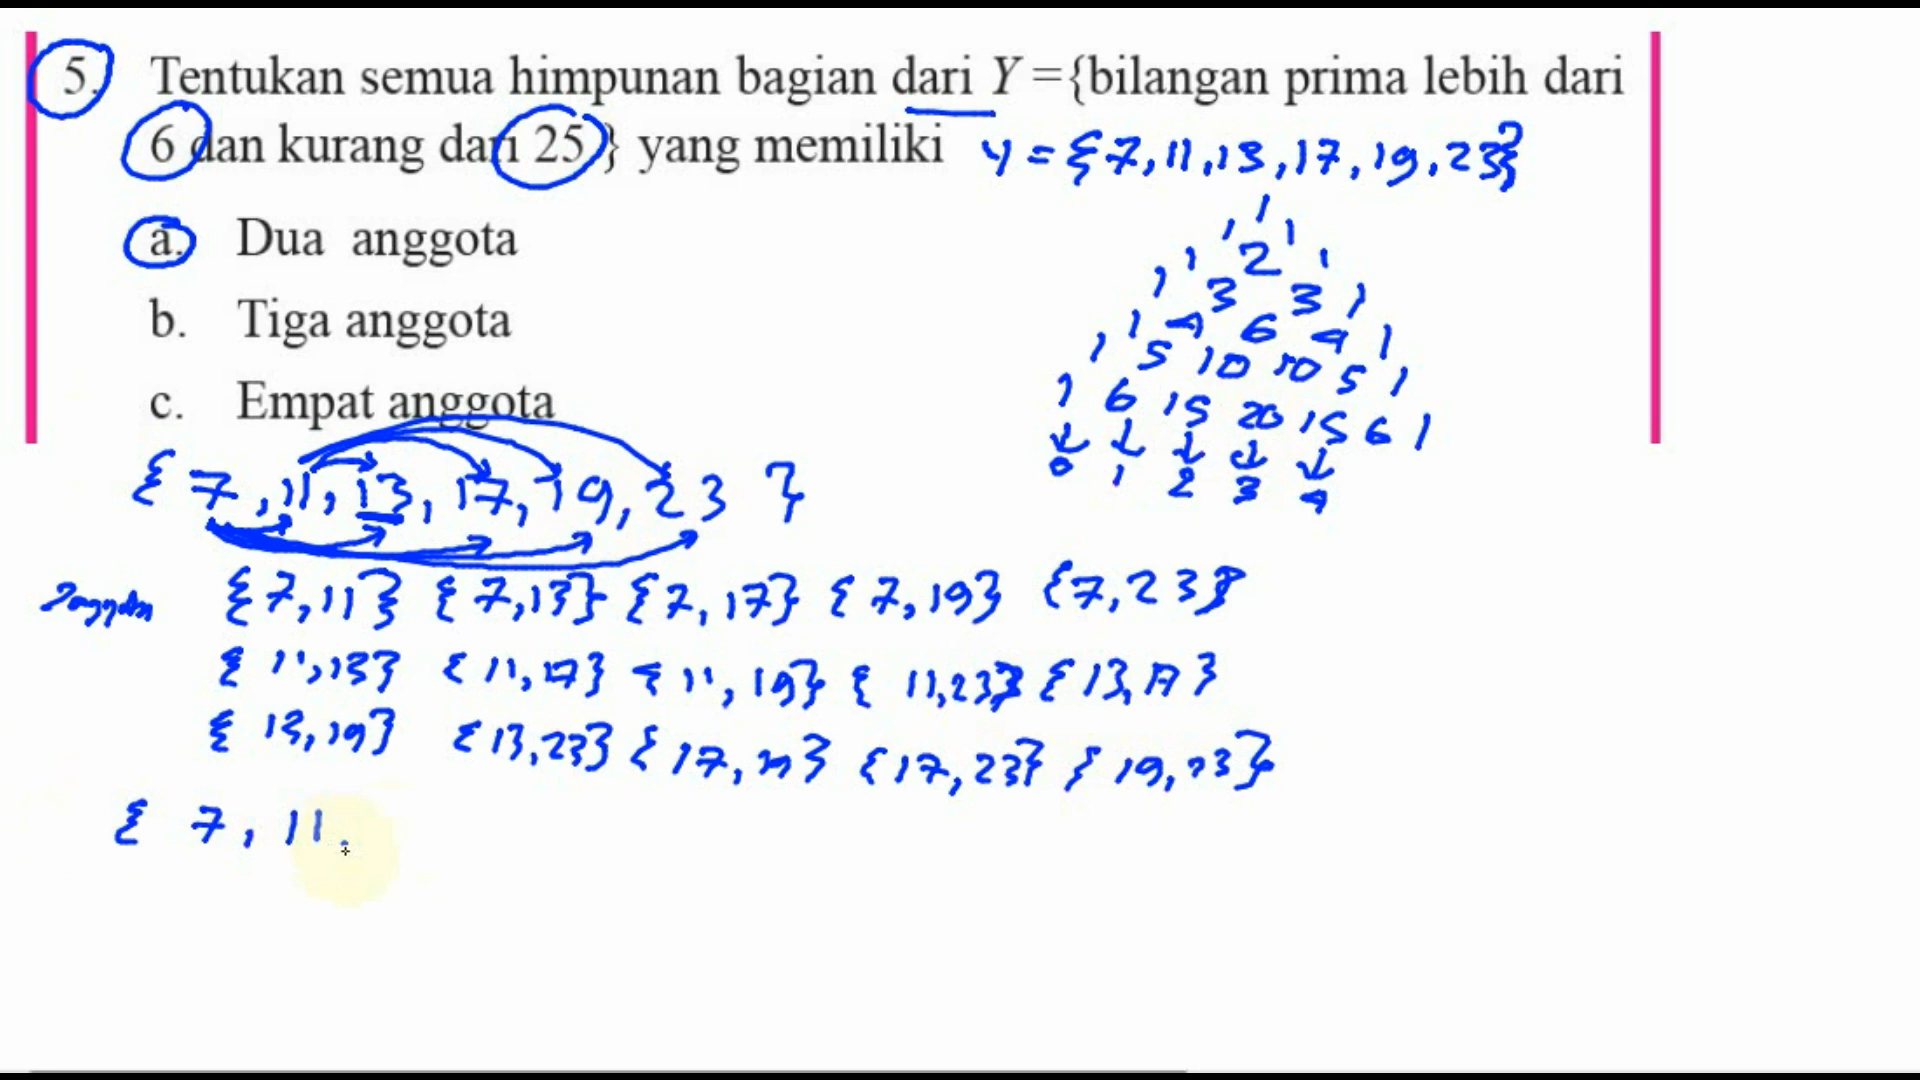 5. Tentukan semua himpunan bagian dari Y ={bilangan prima lebih dari
6 dan kurang dari 25 } yang memiliki
Y = {7, 11, 13, 17, 19, 23}
a. Dua anggota
b. Tiga anggota
c. Empat anggota
1
1 1
1 2 1
1 3 3 1
1 4 6 4 1
1 5 10 10 5 1
1 6 15 20 15 6 1
0 1 2 3 4
{ 7, 11, 13, 17, 19, 23 }
2 anggota {7, 11} {7, 13} {7, 17} {7, 19} {7, 23}
{ 11, 13} { 11, 17} { 11, 19} { 11, 23} { 13, 17 }
{ 13, 19} { 13, 23} { 17, 19} { 17, 23} { 19, 23}
{ 7, 11.